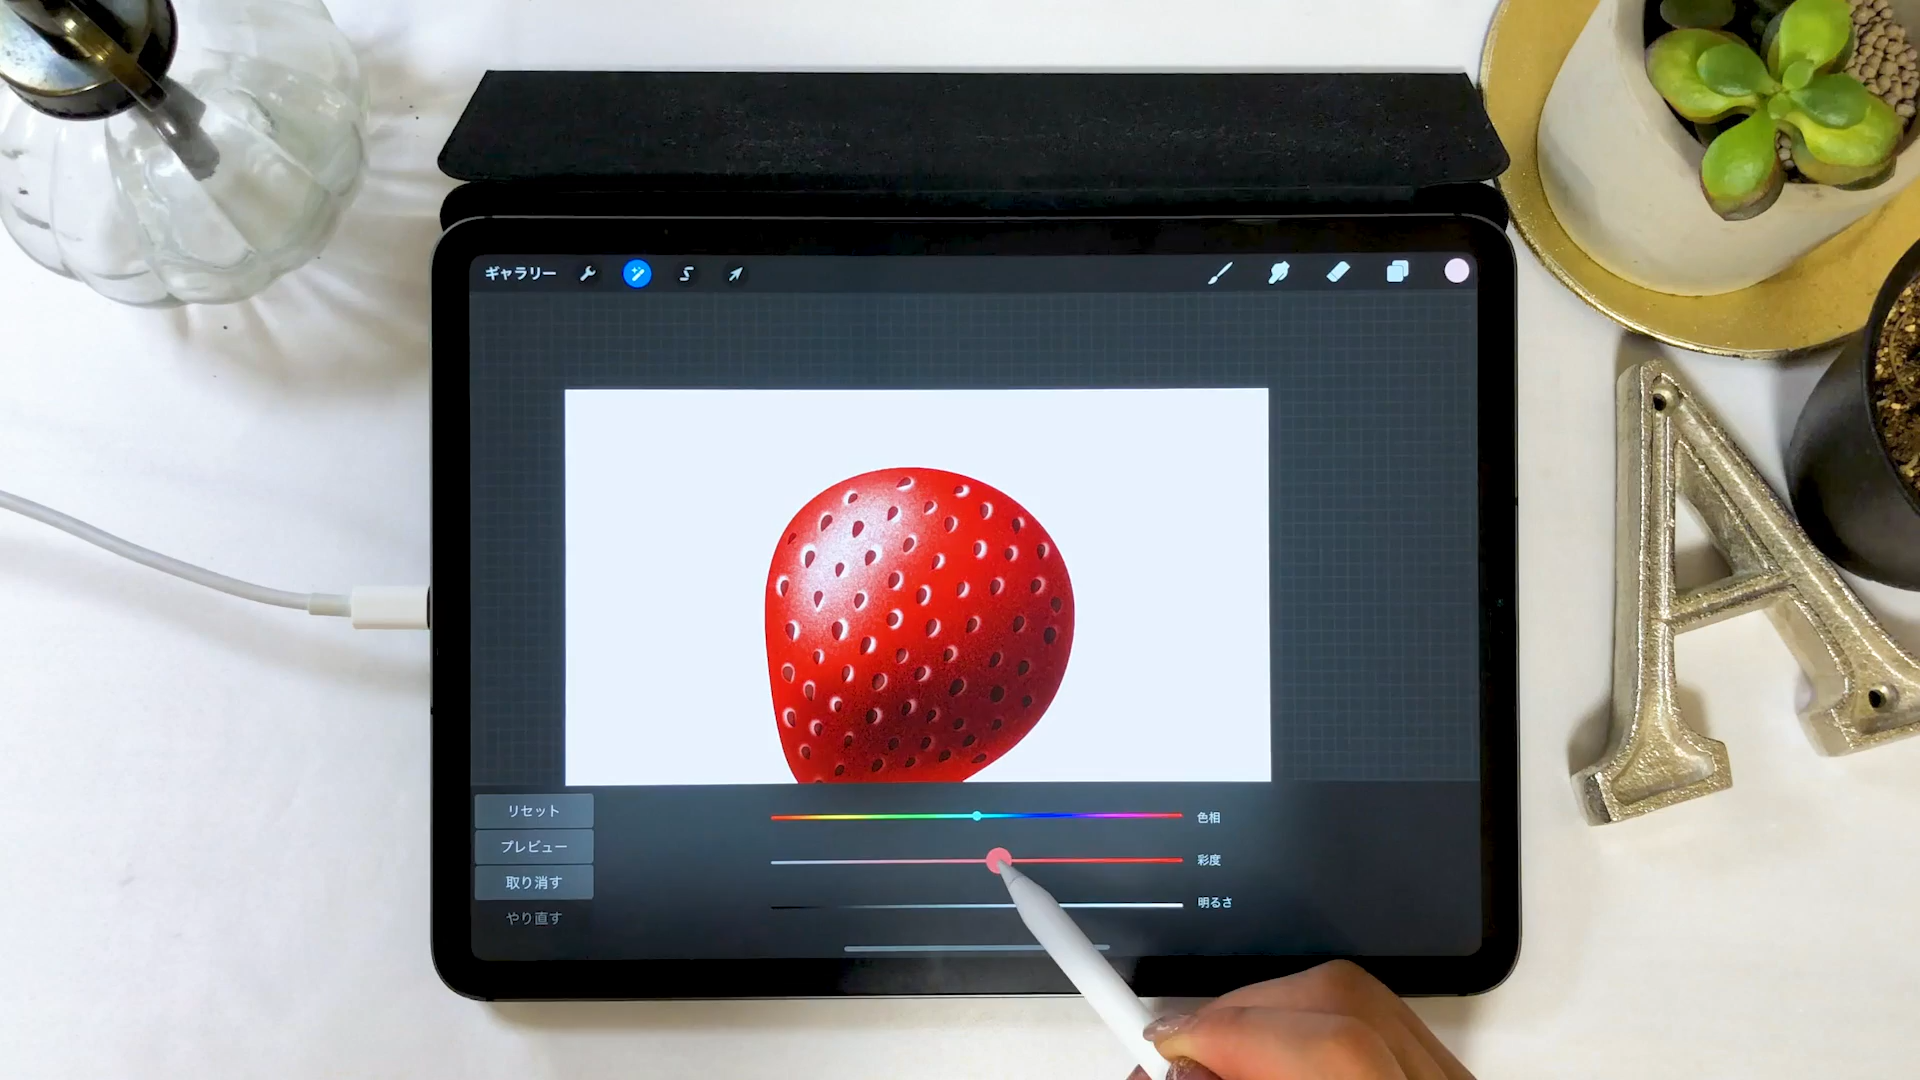 ギャラリー
リセット
プレビュー
取り消す
やり直す
色相
彩度
明るさ
A